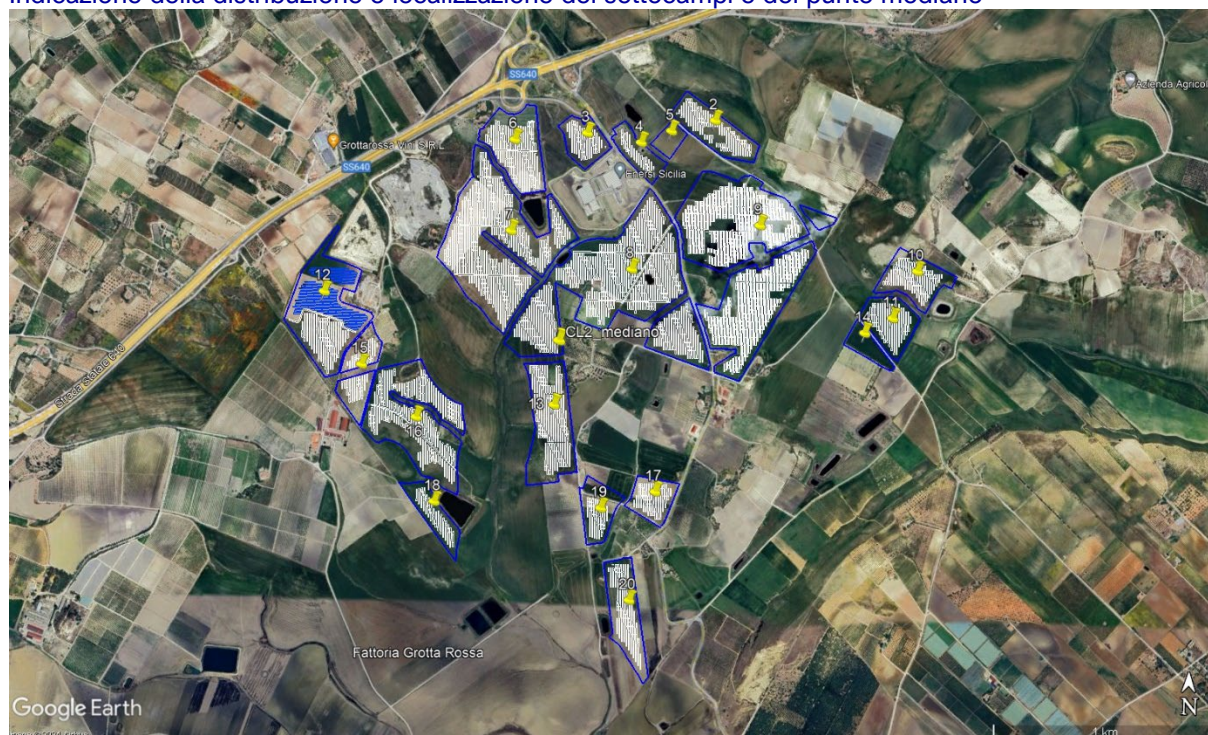 Indicazione della distribuzione e localizzazione dei sottocampi e del punto mediano
SS640
Azienda Agricol
2
5
3
4
6
Grottarossa Vini S.R.L
SS640
Enersi Sicilia
9
7
8
10
12
11
14
CL2_mediano
15
13
16
17
18
19
20
Fattoria Grotta Rossa
Google Earth
N
1 km